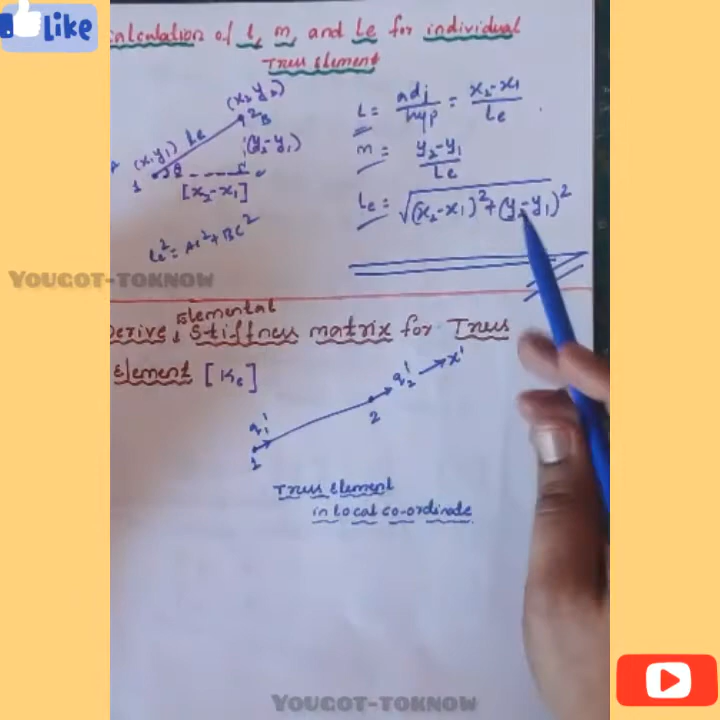 Like
Calculation of l, m, and Le for individual
Truss Element
(x₂ y₂)
2 B
(x₁ y₁) Le
(y₂-y₁)
1 θ C
[x₂-x₁]
le² = AC² + BC²
l = adj/hyp = x₂-x₁/Le
m = y₂-y₁/Le
le = √(x₂-x₁)²+(y₂-y₁)²
YOUGOT-TOKNOW
Elemental
Derive, Stiffness matrix for Truss
Element [Ke]
q₁' 1
2 q₂' x'
Truss Element
in local co-ordinate
YOUGOT-TOKNOW